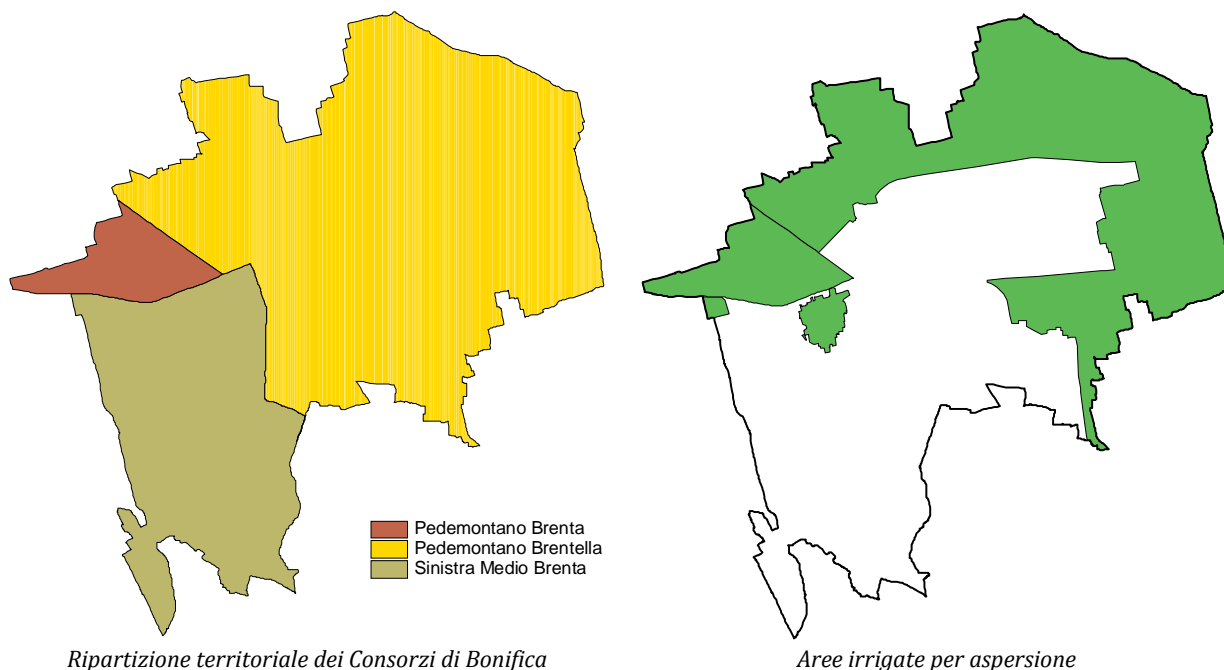 Pedemontano Brenta
Pedemontano Brentella
Sinistra Medio Brenta
Ripartizione territoriale dei Consorzi di Bonifica
Aree irrigate per aspersione